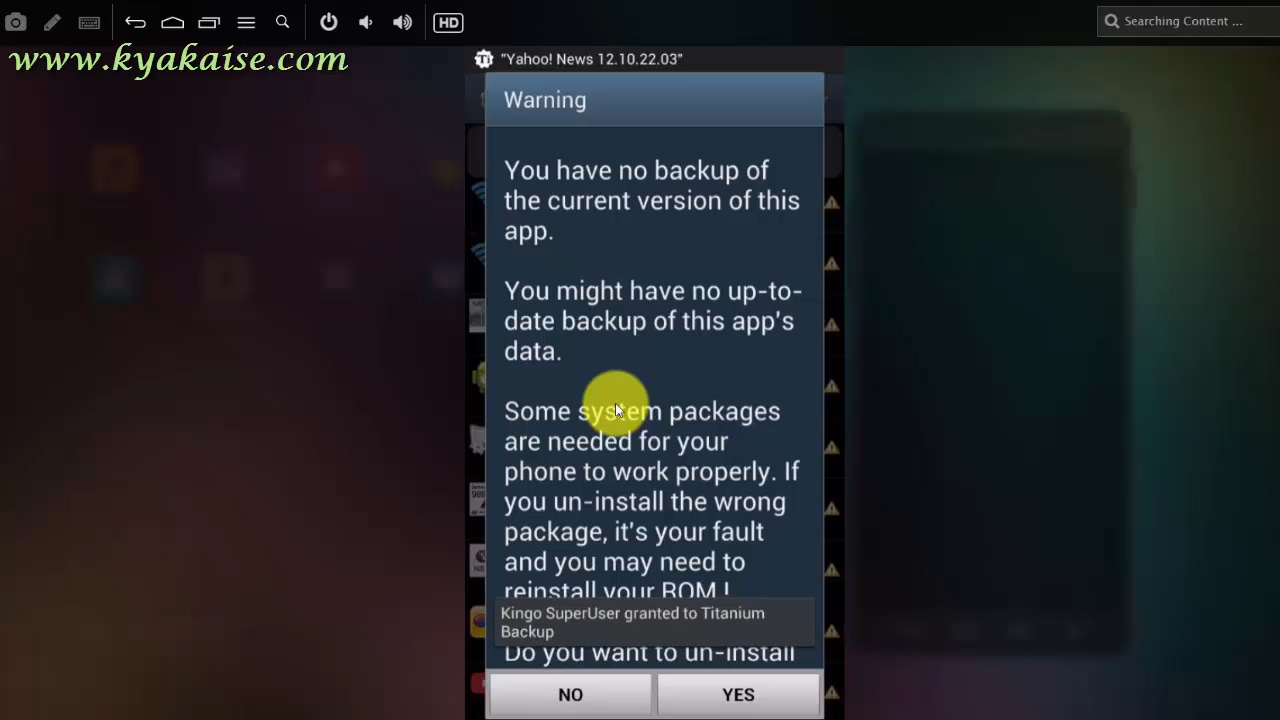 HD
Searching Content ...
www.kyakaise.com
"Yahoo! News 12.10.22.03"
Warning
You have no backup of
the current version of this
app.
You might have no up-to-
date backup of this app's
data.
Some system packages
are needed for your
phone to work properly. If
you un-install the wrong
package, it's your fault
and you may need to
reinstall your ROM !
Kingo SuperUser granted to Titanium
Backup
Do you want to un-install
NO
YES